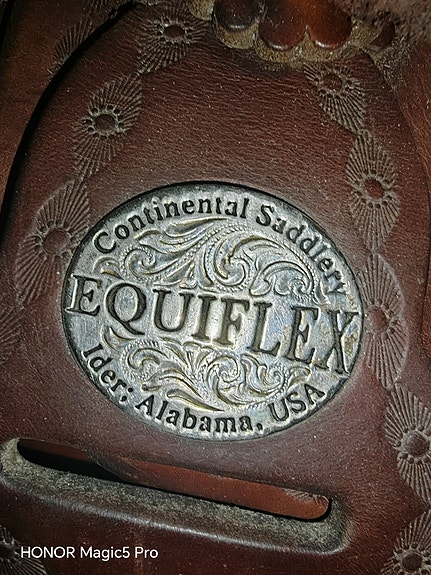 Continental Saddlery
EQUIFLEX
Ider; Alabama, USA
HONOR Magic5 Pro